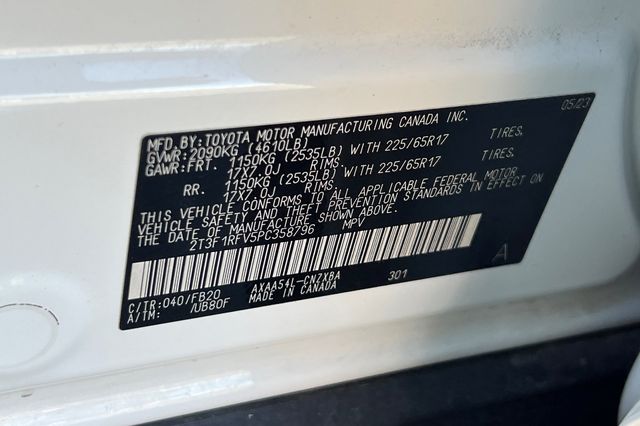 MFD. BY: TOYOTA MOTOR MANUFACTURING CANADA INC. 05/23
GVWR: 2090KG (4610LB)
GAWR: FRT. 1150KG (2535LB) WITH 225/65R17 TIRES.
17X7.0J RIMS.
RR. 1150KG (2535LB) WITH 225/65R17 TIRES.
17X7.0J RIMS.
THIS VEHICLE CONFORMS TO ALL APPLICABLE FEDERAL MOTOR
VEHICLE SAFETY AND THEFT PREVENTION STANDARDS IN EFFECT ON
THE DATE OF MANUFACTURE SHOWN ABOVE.
2T3F1RFV5PC358796 MPV
C/TR: 040/FB20 AXAA54L-CNZXBA 301 A
A/TM: /UB80F MADE IN CANADA